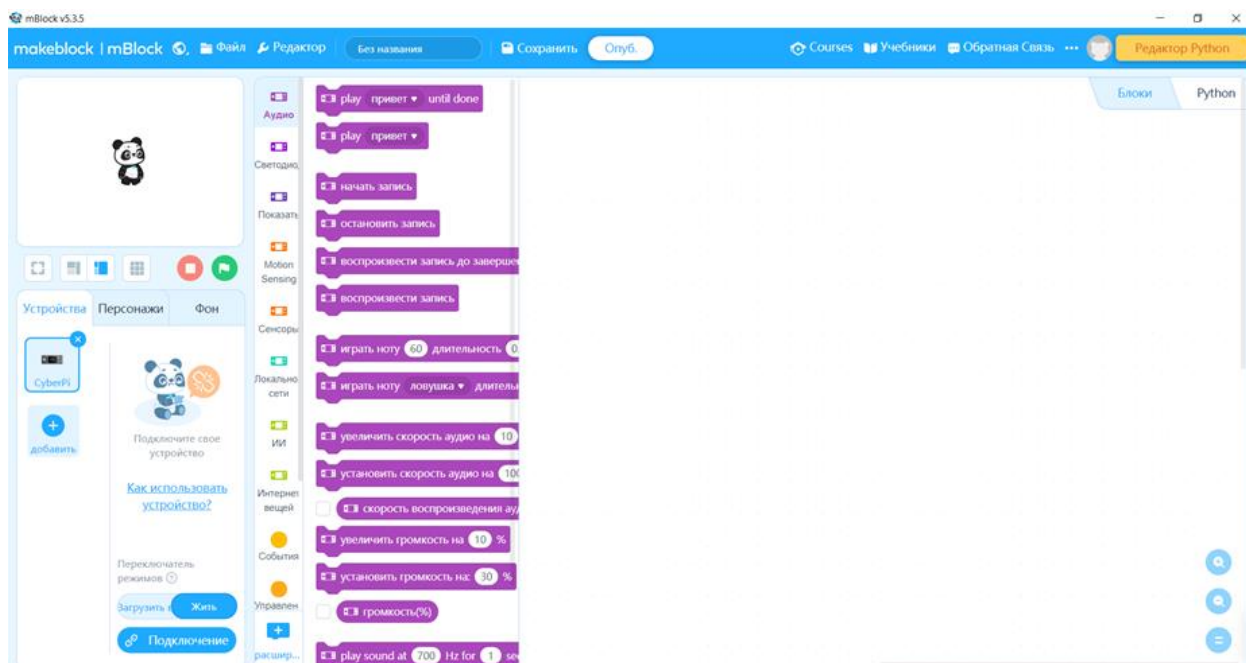 mBlock v5.3.5
makeblock | mBlock Файл Редактор Без названия Сохранить Опуб. Courses Учебники Обратная Связь ••• Редактор Python
Блоки Python
Устройства Персонажи Фон
CyberPi
добавить
Подключите свое
устройство
Как использовать
устройство?
Переключатель
режимов ?
Загрузить Жить
Подключение
Аудио
Светодио
Показать
Motion
Sensing
Сенсоры
Локально
сети
ИИ
Интернет
вещей
События
Управлен
расшир...
play привет ▾ until done
play привет ▾
начать запись
остановить запись
воспроизвести запись до заверше
воспроизвести запись
играть ноту 60 длительность 0
играть ноту ловушка ▾ длитель
увеличить скорость аудио на 10
установить скорость аудио на 100
скорость воспроизведения ау
увеличить громкость на 10 %
установить громкость на: 30 %
громкость(%)
play sound at 700 Hz for 1 se